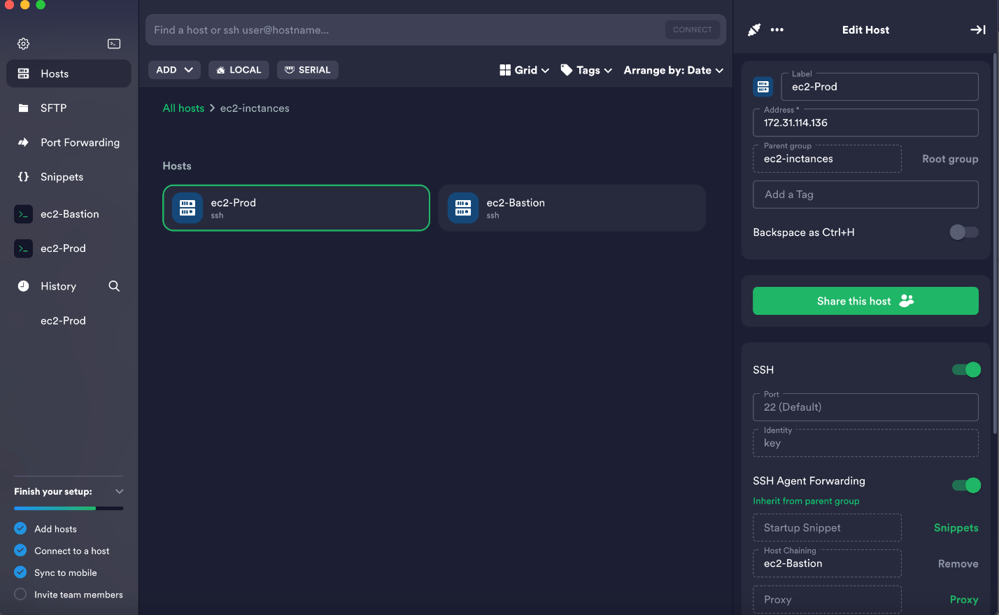 Find a host or ssh user@hostname...
CONNECT
Hosts
SFTP
Port Forwarding
Snippets
ec2-Bastion
ec2-Prod
History
ec2-Prod
Finish your setup:
Add hosts
Connect to a host
Sync to mobile
Invite team members
ADD
LOCAL
SERIAL
Grid
Tags
Arrange by: Date
All hosts > ec2-inctances
Hosts
ec2-Prod
ssh
ec2-Bastion
ssh
Edit Host
Label
ec2-Prod
Address *
172.31.114.136
Parent group
ec2-inctances
Root group
Add a Tag
Backspace as Ctrl+H
Share this host
SSH
Port
22 (Default)
Identity
key
SSH Agent Forwarding
Inherit from parent group
Startup Snippet
Snippets
Host Chaining
ec2-Bastion
Remove
Proxy
Proxy